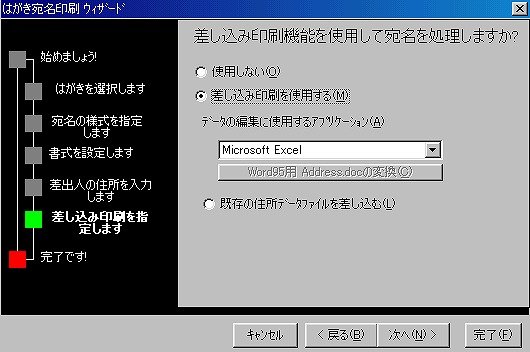 はがき宛名印刷 ウィザード
始めましょう!
はがきを選択します
宛名の様式を指定
します
書式を設定します
差出人の住所を入力
します
差し込み印刷を指
定します
完了です!
差し込み印刷機能を使用して宛名を処理しますか?
使用しない(O)
差し込み印刷を使用する(M)
データの編集に使用するアプリケーション(A)
Microsoft Excel
Word95用 Address.docの変換(C)
既存の住所データファイルを差し込む(L)
キャンセル
< 戻る(B)
次へ(N) >
完了(F)